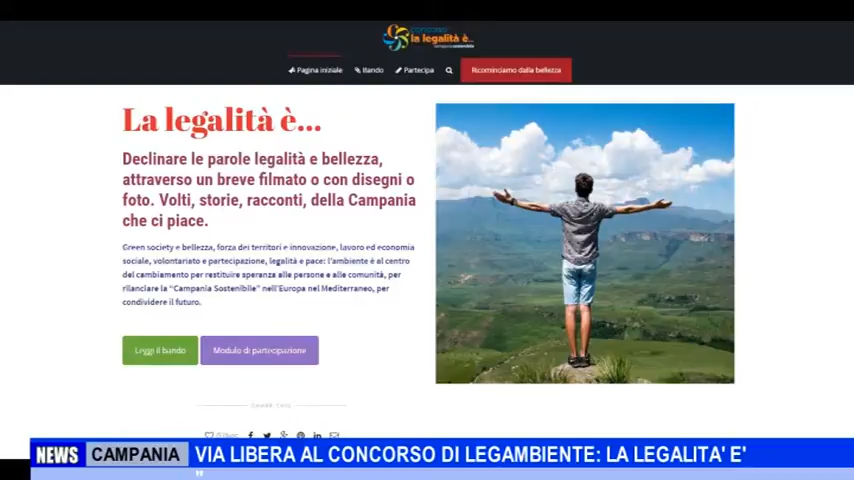 la legalità è...
Pagina iniziale Bando Partecipa Ricominciamo dalla bellezza
La legalità è...
Declinare le parole legalità e bellezza,
attraverso un breve filmato o con disegni o
foto. Volti, storie, racconti, della Campania
che ci piace.
Green society e bellezza, forza dei territori e innovazione, lavoro ed economia
sociale, volontariato e partecipazione, legalità e pace: l'ambiente è al centro
del cambiamento per restituire speranza alle persone e alle comunità, per
rilanciare la "Campania Sostenibile" nell'Europa nel Mediterraneo, per
condividere il futuro.
Leggi il bando Modulo di partecipazione
NEWS CAMPANIA VIA LIBERA AL CONCORSO DI LEGAMBIENTE: LA LEGALITA' E'
"